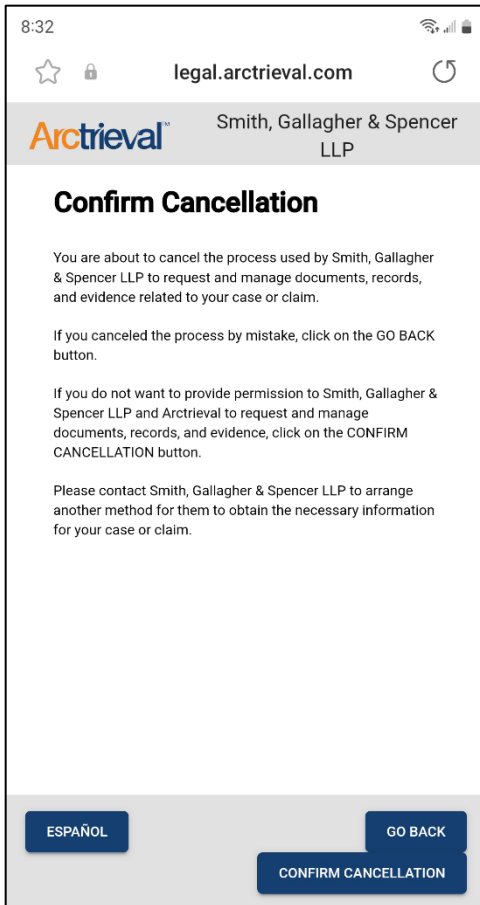 8:32
legal.arctrieval.com
Arctrieval™
Smith, Gallagher & Spencer
LLP
Confirm Cancellation
You are about to cancel the process used by Smith, Gallagher
& Spencer LLP to request and manage documents, records,
and evidence related to your case or claim.
If you canceled the process by mistake, click on the GO BACK
button.
If you do not want to provide permission to Smith, Gallagher &
Spencer LLP and Arctrieval to request and manage
documents, records, and evidence, click on the CONFIRM
CANCELLATION button.
Please contact Smith, Gallagher & Spencer LLP to arrange
another method for them to obtain the necessary information
for your case or claim.
ESPAÑOL
GO BACK
CONFIRM CANCELLATION